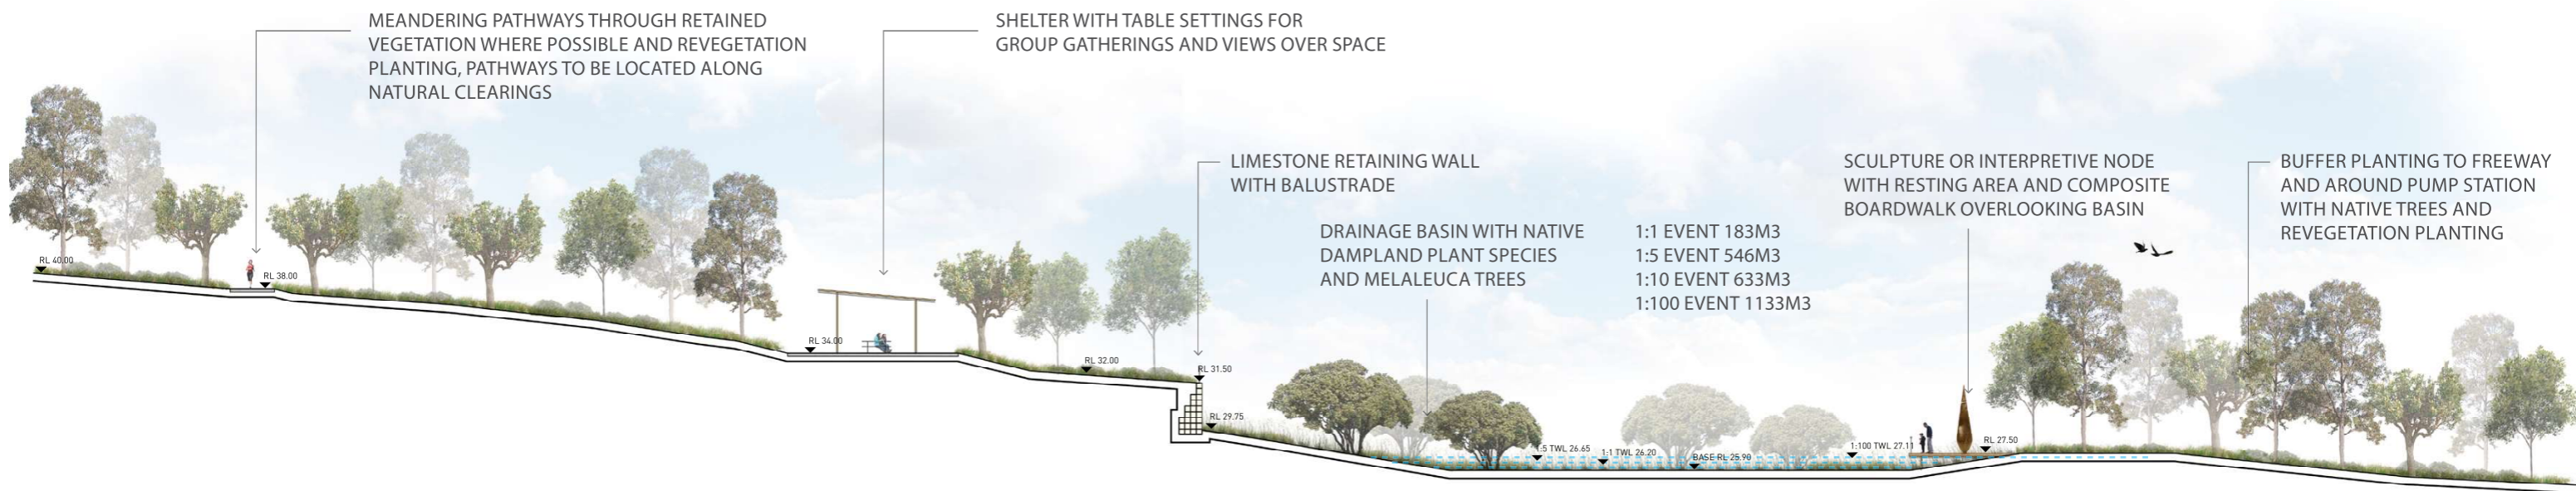 MEANDERING PATHWAYS THROUGH RETAINED
VEGETATION WHERE POSSIBLE AND REVEGETATION
PLANTING, PATHWAYS TO BE LOCATED ALONG
NATURAL CLEARINGS
SHELTER WITH TABLE SETTINGS FOR
GROUP GATHERINGS AND VIEWS OVER SPACE
LIMESTONE RETAINING WALL
WITH BALUSTRADE
DRAINAGE BASIN WITH NATIVE
DAMPLAND PLANT SPECIES
AND MELALEUCA TREES
1:1 EVENT 183M3
1:5 EVENT 546M3
1:10 EVENT 633M3
1:100 EVENT 1133M3
SCULPTURE OR INTERPRETIVE NODE
WITH RESTING AREA AND COMPOSITE
BOARDWALK OVERLOOKING BASIN
BUFFER PLANTING TO FREEWAY
AND AROUND PUMP STATION
WITH NATIVE TREES AND
REVEGETATION PLANTING
RL 40.00
RL 38.00
RL 34.00
RL 32.00
RL 31.50
RL 29.75
1:5 TWL 26.65
1:1 TWL 26.20
BASE RL 25.90
1:100 TWL 27.11
RL 27.50